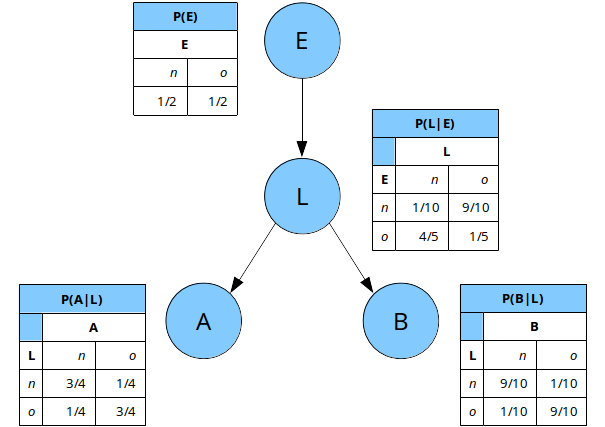 P(E)
E
n o
1/2 1/2
E
P(L|E)
L
E n o
n 1/10 9/10
o 4/5 1/5
L
P(A|L)
A
L n o
n 3/4 1/4
o 1/4 3/4
A
B
P(B|L)
B
L n o
n 9/10 1/10
o 1/10 9/10